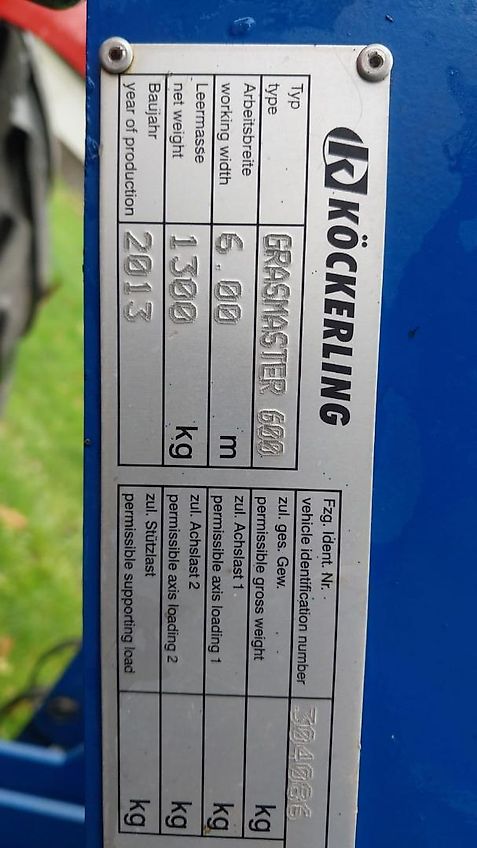 KÖCKERLING
Typ
type
GRASMASTER 600
Arbeitsbreite
working width
6.00 m
Leermasse
net weight
1300 kg
Baujahr
year of production
2013
Fzg. Ident. Nr.
vehicle identification number
304086
zul. ges. Gew.
permissible gross weight
kg
zul. Achslast 1
permissible axis loading 1
kg
zul. Achslast 2
permissible axis loading 2
kg
zul. Stützlast
permissible supporting load
kg